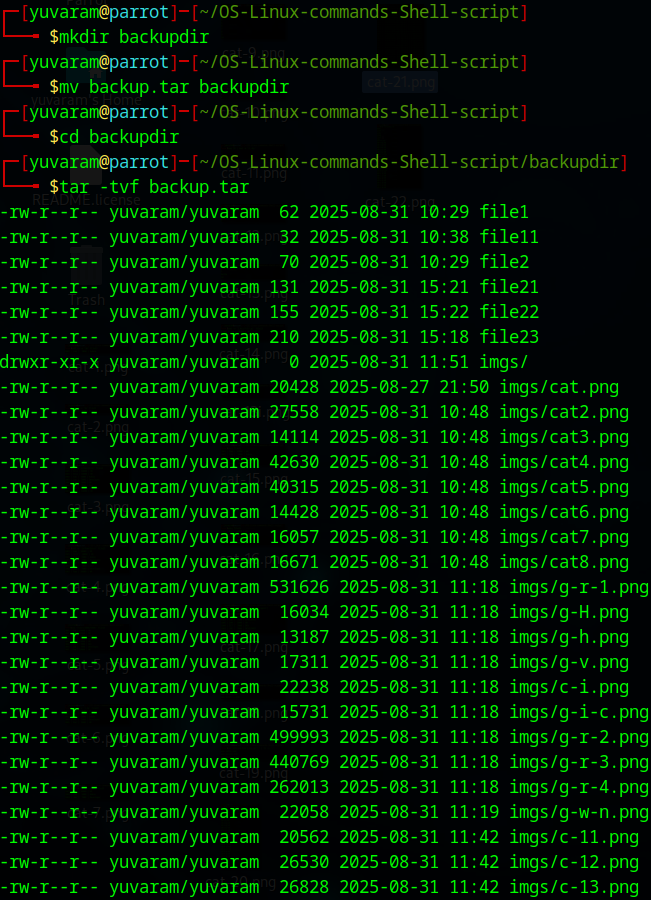 [yuvaram@parrot]─[~/OS-Linux-commands-Shell-script]
$mkdir backupdir
[yuvaram@parrot]─[~/OS-Linux-commands-Shell-script]
$mv backup.tar backupdir
[yuvaram@parrot]─[~/OS-Linux-commands-Shell-script]
$cd backupdir
[yuvaram@parrot]─[~/OS-Linux-commands-Shell-script/backupdir]
$tar -tvf backup.tar
-rw-r--r-- yuvaram/yuvaram  62 2025-08-31 10:29 file1
-rw-r--r-- yuvaram/yuvaram  32 2025-08-31 10:38 file11
-rw-r--r-- yuvaram/yuvaram  70 2025-08-31 10:29 file2
-rw-r--r-- yuvaram/yuvaram 131 2025-08-31 15:21 file21
-rw-r--r-- yuvaram/yuvaram 155 2025-08-31 15:22 file22
-rw-r--r-- yuvaram/yuvaram 210 2025-08-31 15:18 file23
drwxr-xr-x yuvaram/yuvaram   0 2025-08-31 11:51 imgs/
-rw-r--r-- yuvaram/yuvaram 20428 2025-08-27 21:50 imgs/cat.png
-rw-r--r-- yuvaram/yuvaram 27558 2025-08-31 10:48 imgs/cat2.png
-rw-r--r-- yuvaram/yuvaram 14114 2025-08-31 10:48 imgs/cat3.png
-rw-r--r-- yuvaram/yuvaram 42630 2025-08-31 10:48 imgs/cat4.png
-rw-r--r-- yuvaram/yuvaram 40315 2025-08-31 10:48 imgs/cat5.png
-rw-r--r-- yuvaram/yuvaram 14428 2025-08-31 10:48 imgs/cat6.png
-rw-r--r-- yuvaram/yuvaram 16057 2025-08-31 10:48 imgs/cat7.png
-rw-r--r-- yuvaram/yuvaram 16671 2025-08-31 10:48 imgs/cat8.png
-rw-r--r-- yuvaram/yuvaram 531626 2025-08-31 11:18 imgs/g-r-1.png
-rw-r--r-- yuvaram/yuvaram  16034 2025-08-31 11:18 imgs/g-H.png
-rw-r--r-- yuvaram/yuvaram  13187 2025-08-31 11:18 imgs/g-h.png
-rw-r--r-- yuvaram/yuvaram  17311 2025-08-31 11:18 imgs/g-v.png
-rw-r--r-- yuvaram/yuvaram  22238 2025-08-31 11:18 imgs/c-i.png
-rw-r--r-- yuvaram/yuvaram  15731 2025-08-31 11:18 imgs/g-i-c.png
-rw-r--r-- yuvaram/yuvaram 499993 2025-08-31 11:18 imgs/g-r-2.png
-rw-r--r-- yuvaram/yuvaram 440769 2025-08-31 11:18 imgs/g-r-3.png
-rw-r--r-- yuvaram/yuvaram 262013 2025-08-31 11:18 imgs/g-r-4.png
-rw-r--r-- yuvaram/yuvaram  22058 2025-08-31 11:19 imgs/g-w-n.png
-rw-r--r-- yuvaram/yuvaram  20562 2025-08-31 11:42 imgs/c-11.png
-rw-r--r-- yuvaram/yuvaram  26530 2025-08-31 11:42 imgs/c-12.png
-rw-r--r-- yuvaram/yuvaram  26828 2025-08-31 11:42 imgs/c-13.png